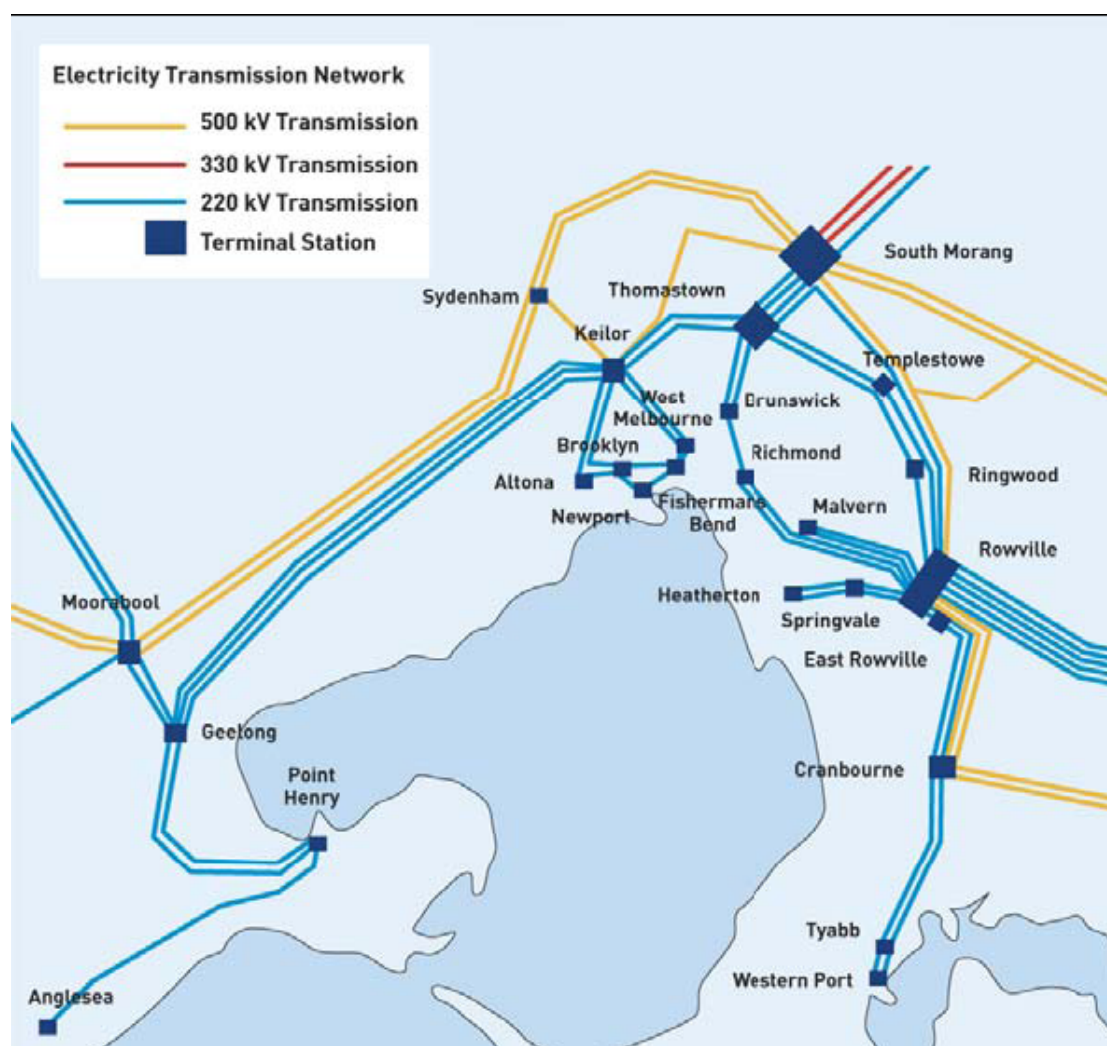 Electricity Transmission Network
500 kV Transmission
330 kV Transmission
220 kV Transmission
Terminal Station
South Morang
Sydenham
Thomastown
Keilor
Templestowe
West
Melbourne
Brunswick
Brooklyn
Richmond
Altona
Ringwood
Newport
Fishermans
Bend
Malvern
Rowville
Moorabool
Heatherton
Springvale
East Rowville
Geelong
Point
Henry
Cranbourne
Tyabb
Western Port
Anglesea